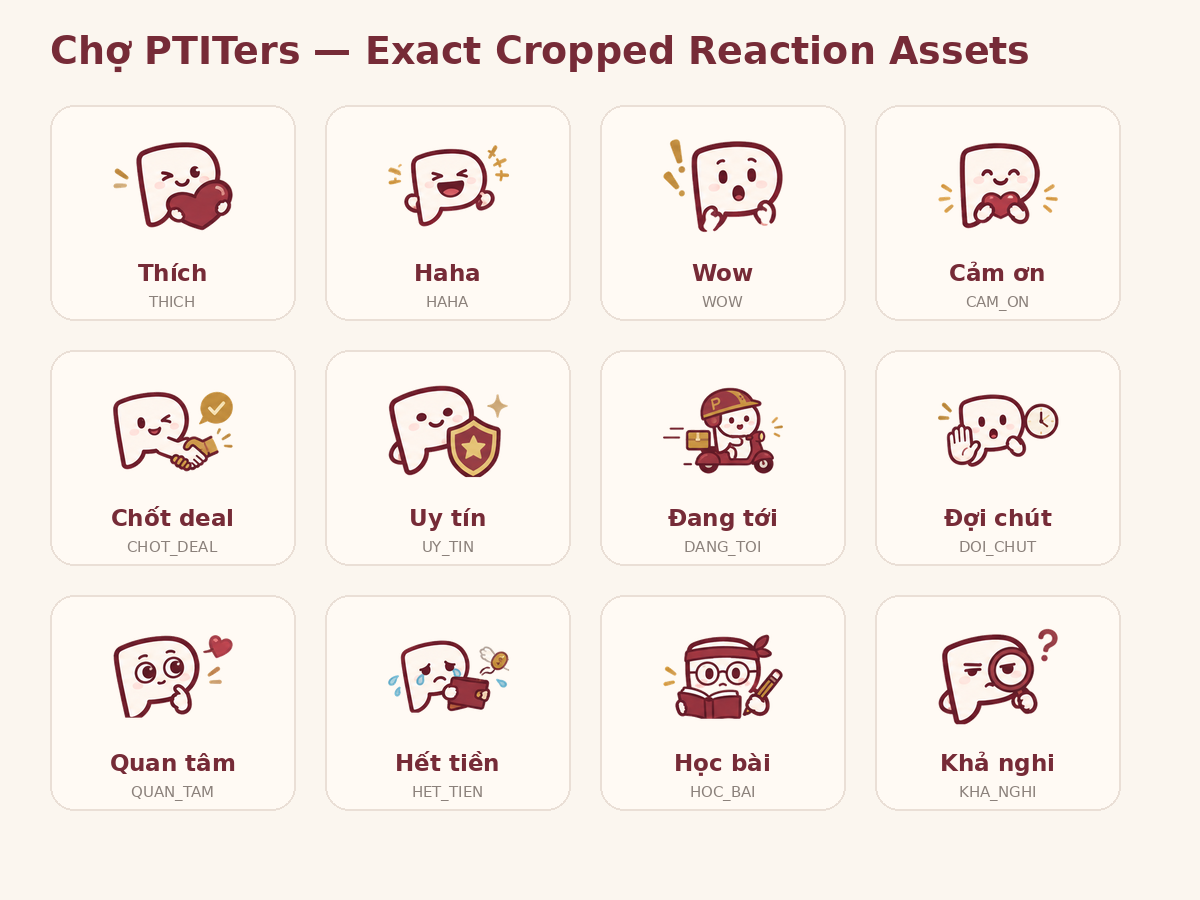 Chợ PTITers — Exact Cropped Reaction Assets
Thích
THICH
Haha
HAHA
Wow
WOW
Cảm ơn
CAM_ON
Chốt deal
CHOT_DEAL
Uy tín
UY_TIN
P
Đang tới
DANG_TOI
Đợi chút
DOI_CHUT
Quan tâm
QUAN_TAM
Hết tiền
HET_TIEN
Học bài
HOC_BAI
?
Khả nghi
KHA_NGHI